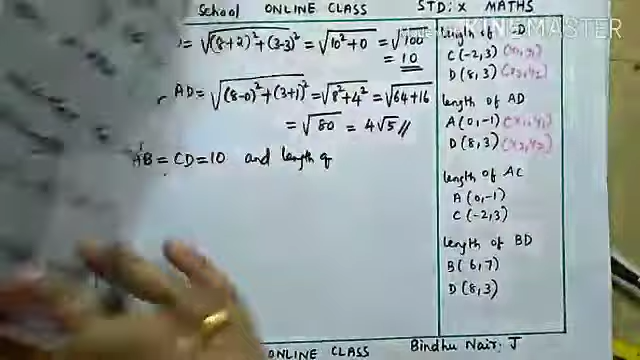 School ONLINE CLASS STD: X MATHS
= √(8+2)²+(3-3)² = √10²+0 = √100
= 10
AD = √(8-0)²+(3+1)² = √8²+4² = √64+16
= √80 = 4√5 //
AB = CD = 10 and length of
length of CD
C(-2,3) (x₁,y₁)
D(8,3) (x₂,y₂)
length of AD
A(0,-1) (x₁,y₁)
D(8,3) (x₂,y₂)
length of AC
A(0,-1)
C(-2,3)
length of BD
B(6,7)
D(8,3)
ONLINE CLASS Bindhu Nair. J
KINEMASTER